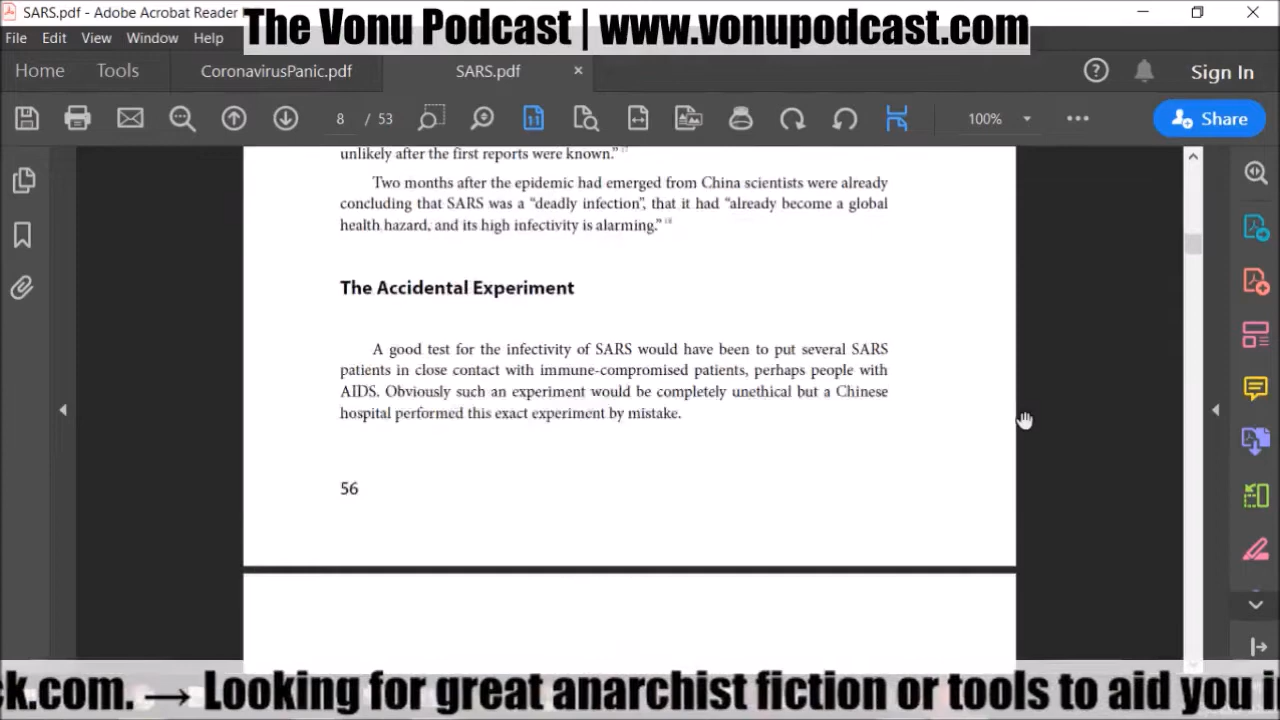 SARS.pdf - Adobe Acrobat Reader
The Vonu Podcast | www.vonupodcast.com
File Edit View Window Help
Home Tools CoronavirusPanic.pdf SARS.pdf × Sign In
8 / 53 100% Share
unlikely after the first reports were known.” 17
Two months after the epidemic had emerged from China scientists were already
concluding that SARS was a “deadly infection”, that it had “already become a global
health hazard, and its high infectivity is alarming.” 18
The Accidental Experiment
A good test for the infectivity of SARS would have been to put several SARS
patients in close contact with immune-compromised patients, perhaps people with
AIDS. Obviously such an experiment would be completely unethical but a Chinese
hospital performed this exact experiment by mistake.
56
ck.com. → Looking for great anarchist fiction or tools to aid you i